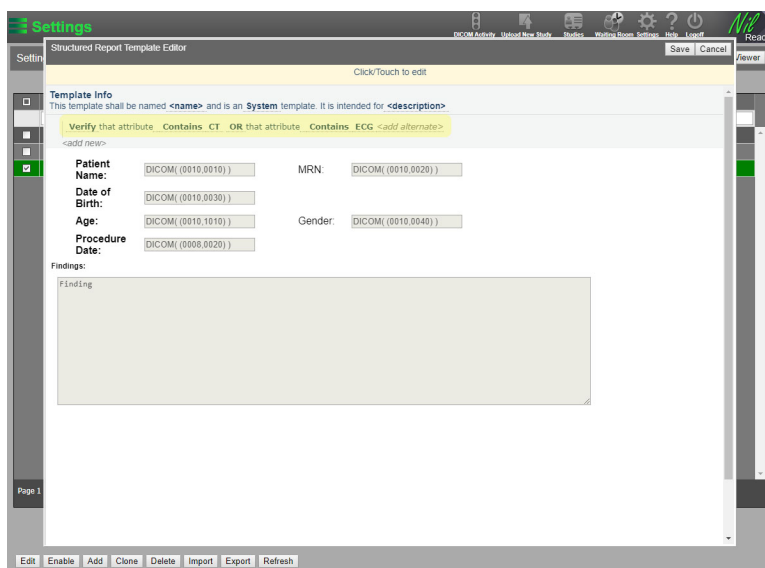 Settings
DICOM Activity Upload New Study Studies Waiting Room Settings Help Logoff
Nil
Read
Structured Report Template Editor
Save Cancel
Settin
Viewer
Click/Touch to edit
Template Info
This template shall be named <name> and is an System template. It is intended for <description>
Verify that attribute Contains CT OR that attribute Contains ECG <add alternate>
<add new>
Patient Name: DICOM( (0010,0010) ) MRN: DICOM( (0010,0020) )
Date of Birth: DICOM( (0010,0030) )
Age: DICOM( (0010,1010) ) Gender: DICOM( (0010,0040) )
Procedure Date: DICOM( (0008,0020) )
Findings:
Finding
Page 1
Edit Enable Add Clone Delete Import Export Refresh